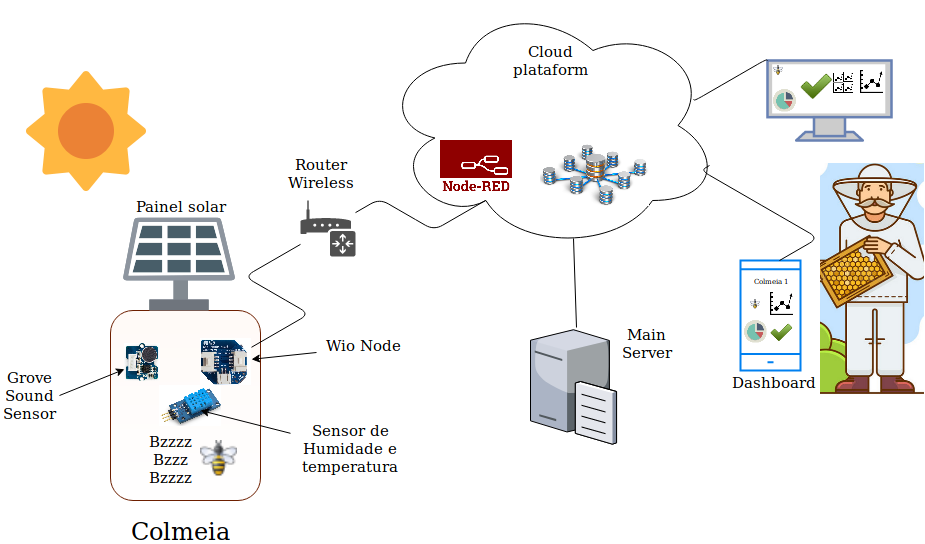 Cloud
plataform
Node-RED
Router
Wireless
Painel solar
Colmeia 1
Wio Node
Main
Server
Grove
Sound
Sensor
Dashboard
Sensor de
Humidade e
temperatura
Bzzzz
Bzzz
Bzzzz
Colmeia